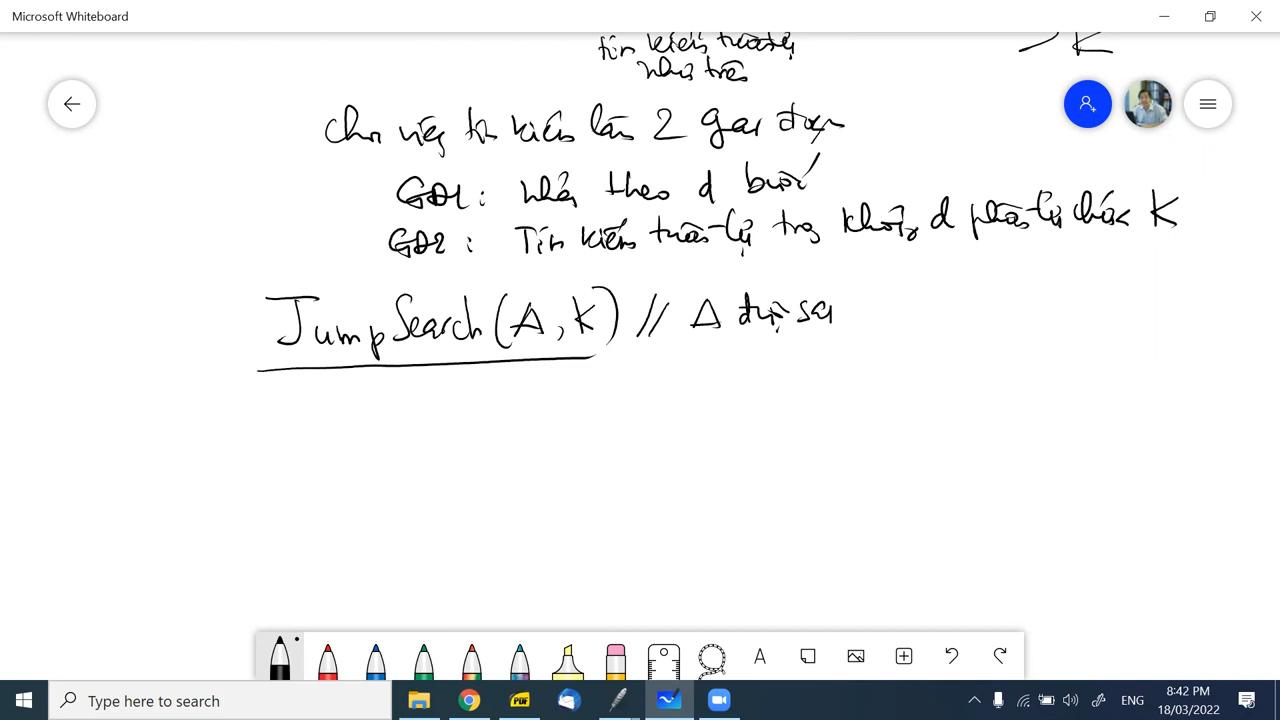 Microsoft Whiteboard
tìm kiếm tuần tự
như trên
K
Chia việc tìm kiếm làm 2 giai đoạn
GĐ1: nhảy theo d bước
GĐ2: Tìm kiếm tuần tự trong khối d phần tử chứa K
JumpSearch(A, K) // A được sắ
Type here to search
ENG
8:42 PM
18/03/2022